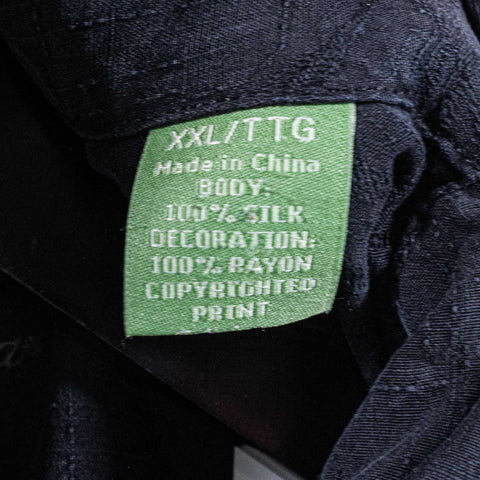 XXL/TTG
Made in China
BODY:
100% SILK
DECORATION:
100% RAYON
COPYRIGHTED
PRINT